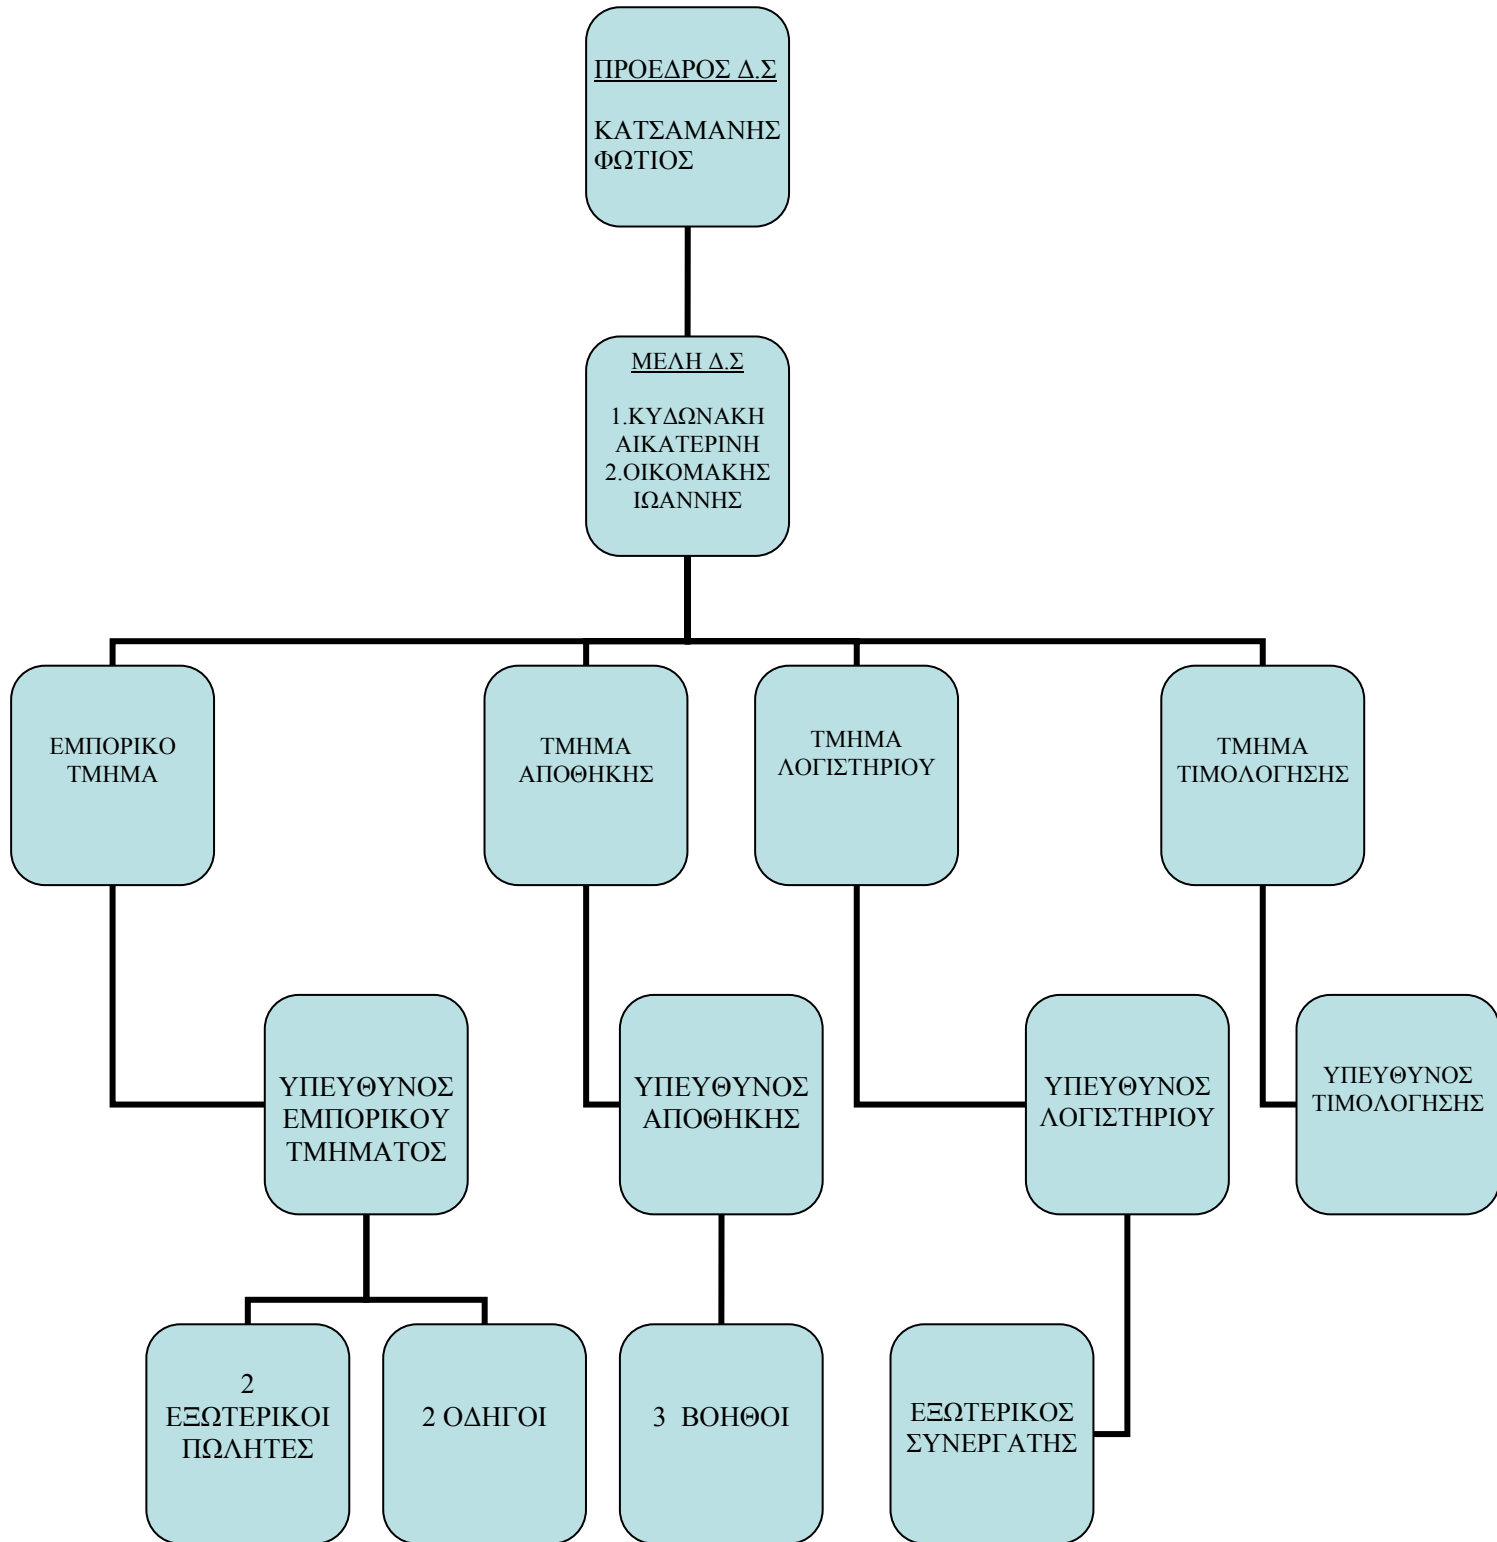 ΠΡΟΕΔΡΟΣ Δ.Σ
ΚΑΤΣΑΜΑΝΗΣ
ΦΩΤΙΟΣ
ΜΕΛΗ Δ.Σ
1.ΚΥΔΩΝΑΚΗ
ΑΙΚΑΤΕΡΙΝΗ
2.ΟΙΚΟΜΑΚΗΣ
ΙΩΑΝΝΗΣ
ΕΜΠΟΡΙΚΟ
ΤΜΗΜΑ
ΤΜΗΜΑ
ΑΠΟΘΗΚΗΣ
ΤΜΗΜΑ
ΛΟΓΙΣΤΗΡΙΟΥ
ΤΜΗΜΑ
ΤΙΜΟΛΟΓΗΣΗΣ
ΥΠΕΥΘΥΝΟΣ
ΕΜΠΟΡΙΚΟΥ
ΤΜΗΜΑΤΟΣ
ΥΠΕΥΘΥΝΟΣ
ΑΠΟΘΗΚΗΣ
ΥΠΕΥΘΥΝΟΣ
ΛΟΓΙΣΤΗΡΙΟΥ
ΥΠΕΥΘΥΝΟΣ
ΤΙΜΟΛΟΓΗΣΗΣ
2
ΕΞΩΤΕΡΙΚΟΙ
ΠΩΛΗΤΕΣ
2 ΟΔΗΓΟΙ
3 ΒΟΗΘΟΙ
ΕΞΩΤΕΡΙΚΟΣ
ΣΥΝΕΡΓΑΤΗΣ